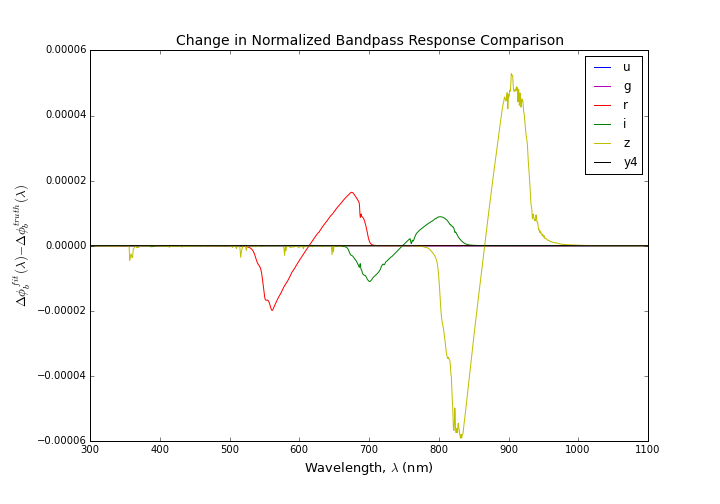 Change in Normalized Bandpass Response Comparison
0.00006
0.00004
0.00002
0.00000
−0.00002
−0.00004
−0.00006
Δϕ_b^{fit}(λ)−Δϕ_b^{truth}(λ)
u
g
r
i
z
y4
300 400 500 600 700 800 900 1000 1100
Wavelength, λ (nm)